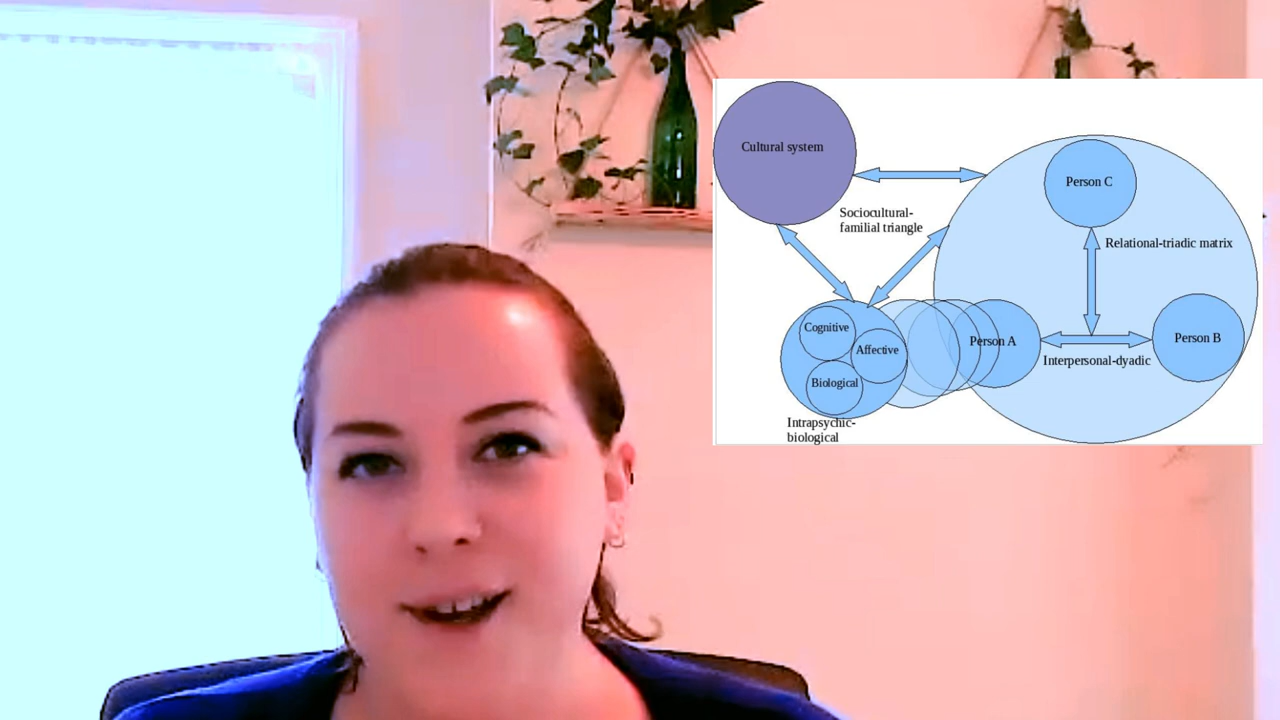 Cultural system
Person C
Sociocultural-
familial triangle
Relational-triadic matrix
Cognitive
Person A
Person B
Affective
Interpersonal-dyadic
Biological
Intrapsychic-
biological